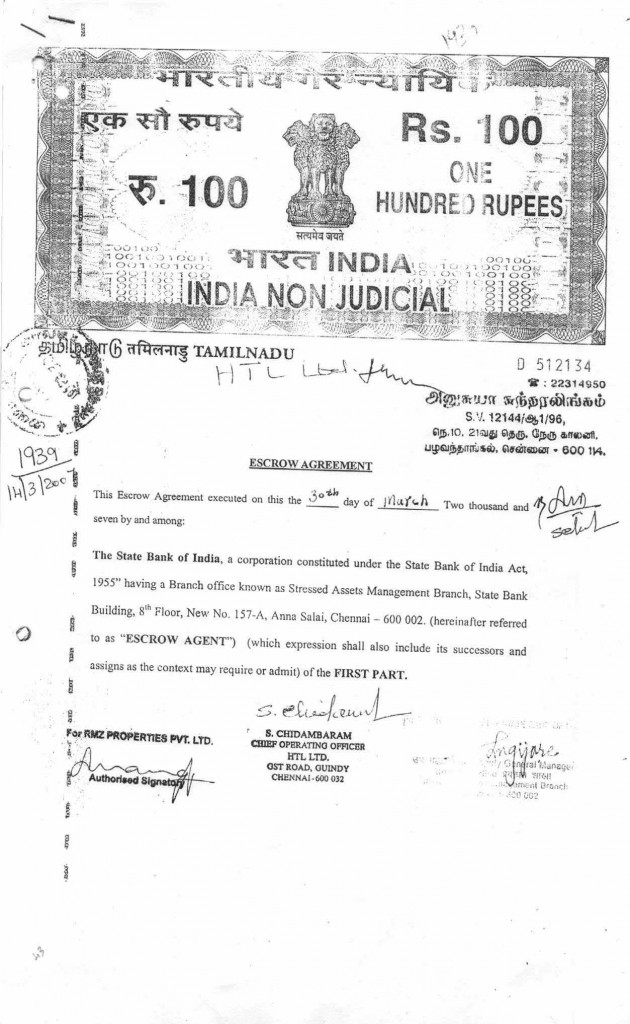 1937
भारतीय गैर न्यायिक
एक सौ रुपये
Rs. 100
ONE
रु. 100
HUNDRED RUPEES
सत्यमेव जयते
भारत INDIA
INDIA NON JUDICIAL
தமிழ்நாடு तमिलनाडु TAMILNADU
D 512134
HTL Ltd.
☎ : 22314950
அனுசுயா சுந்தரலிங்கம்
S.V. 12144/ஆ1/96,
நெ.10, 21வது தெரு, நேரு காலனி,
பழவந்தாங்கல், சென்னை - 600 114.
1939
14/3/2007
ESCROW AGREEMENT
This Escrow Agreement executed on this the 30th day of March Two thousand and
seven by and among:
The State Bank of India, a corporation constituted under the State Bank of India Act,
1955” having a Branch office known as Stressed Assets Management Branch, State Bank
Building, 8th Floor, New No. 157-A, Anna Salai, Chennai – 600 002. (hereinafter referred
to as “ESCROW AGENT”) (which expression shall also include its successors and
assigns as the context may require or admit) of the FIRST PART.
For RMZ PROPERTIES PVT. LTD.
Authorised Signatory
S. CHIDAMBARAM
CHIEF OPERATING OFFICER
HTL LTD.
GST ROAD, GUINDY
CHENNAI-600 032
General Manager
Branch
600 002
43